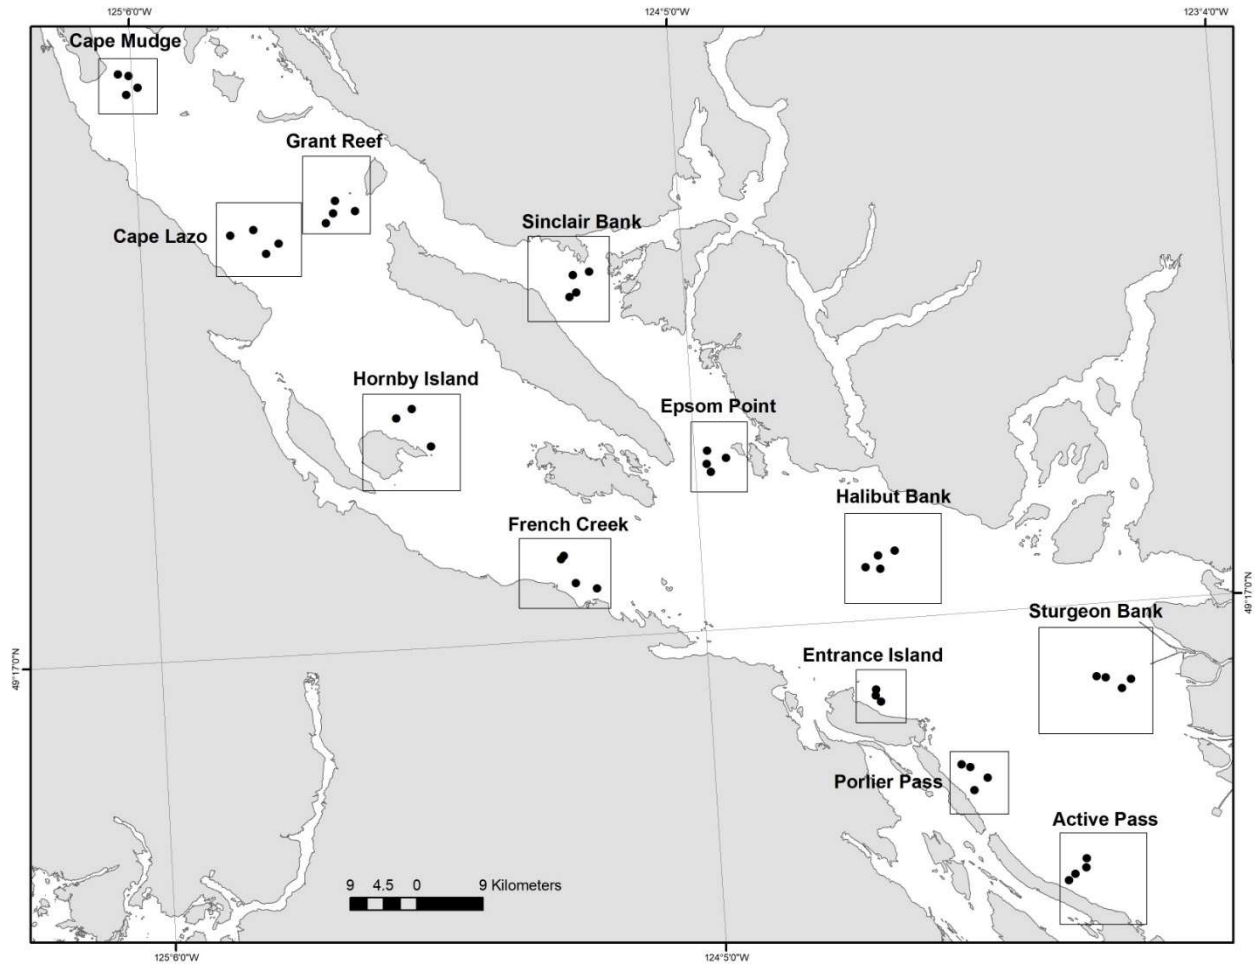 125°6'0"W
124°5'0"W
123°4'0"W
Cape Mudge
Grant Reef
Cape Lazo
Sinclair Bank
Hornby Island
Epsom Point
Halibut Bank
French Creek
49°17'0"N
Sturgeon Bank
Entrance Island
49°17'0"N
Porlier Pass
Active Pass
9 4.5 0 9 Kilometers
125°6'0"W
124°5'0"W